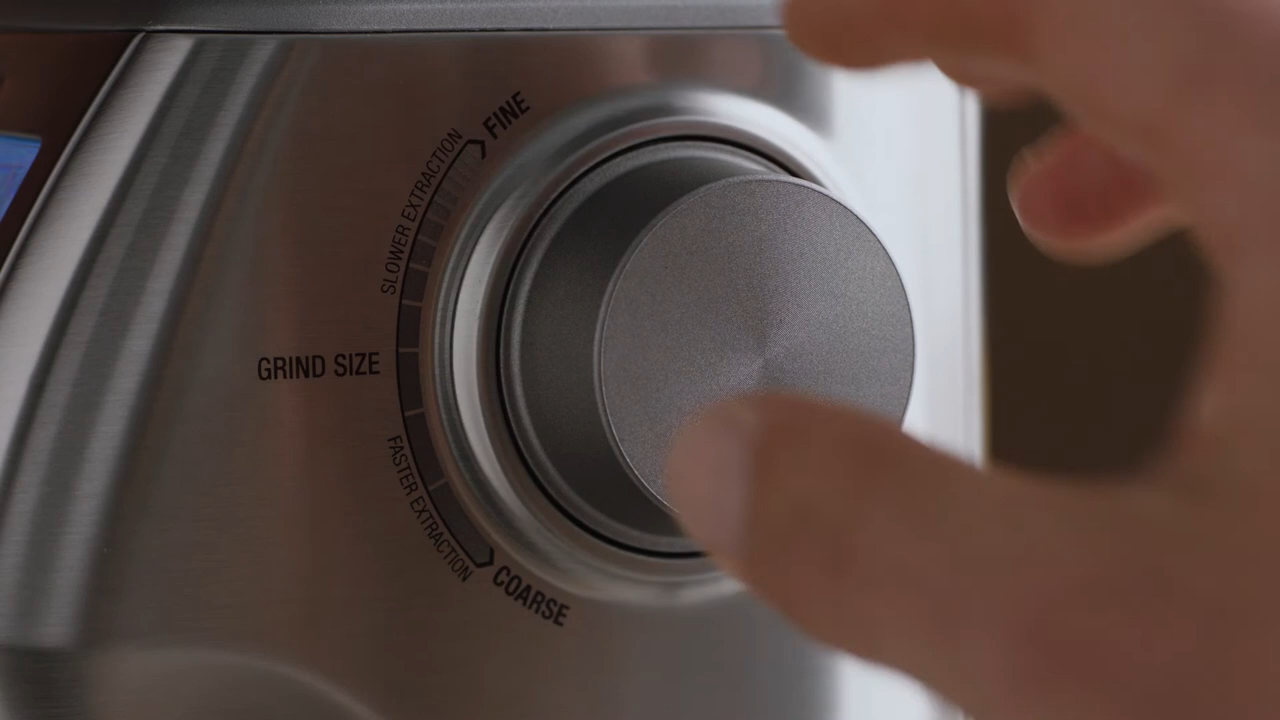 FINE
SLOWER EXTRACTION
GRIND SIZE
FASTER EXTRACTION
COARSE